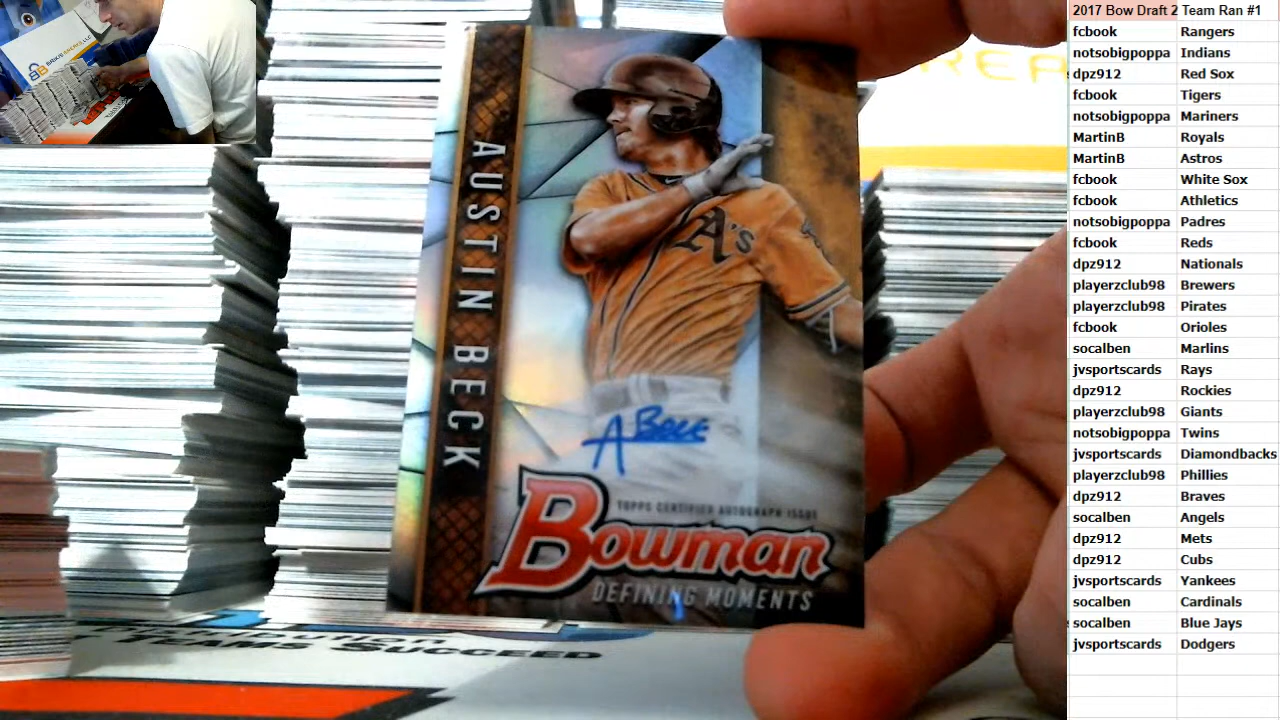 AUSTIN BECK
A's
A Beck
TOPPS CERTIFIED AUTOGRAPH ISSUE
Bowman
DEFINING MOMENTS
TEAMS SUCCEED
2017 Bow Draft 2 Team Ran #1
fcbook Rangers
notsobigpoppa Indians
dpz912 Red Sox
fcbook Tigers
notsobigpoppa Mariners
MartinB Royals
MartinB Astros
fcbook White Sox
fcbook Athletics
notsobigpoppa Padres
fcbook Reds
dpz912 Nationals
playerzclub98 Brewers
playerzclub98 Pirates
fcbook Orioles
socalben Marlins
jvsportscards Rays
dpz912 Rockies
playerzclub98 Giants
notsobigpoppa Twins
jvsportscards Diamondbacks
playerzclub98 Phillies
dpz912 Braves
socalben Angels
dpz912 Mets
dpz912 Cubs
jvsportscards Yankees
socalben Cardinals
socalben Blue Jays
jvsportscards Dodgers